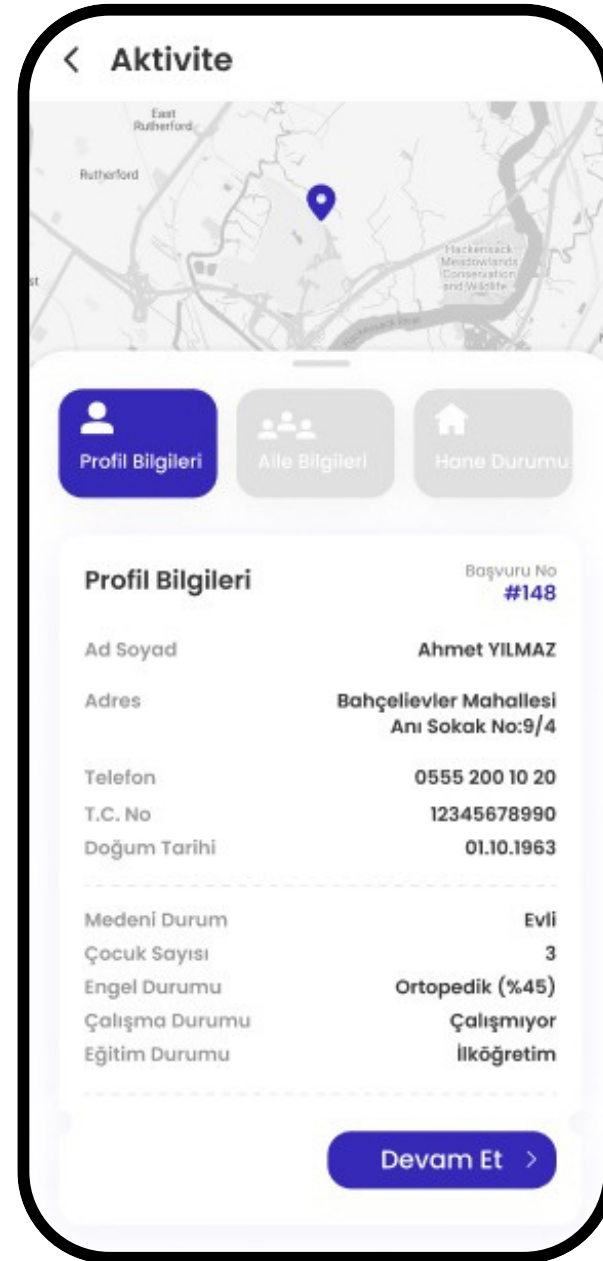 Aktivite
East
Rutherford
Rutherford
Hackensack
Meadowlands
Conservation
and Wildlife
st
Hackensack River
Profil Bilgileri
Aile Bilgileri
Hane Durumu
Profil Bilgileri
Başvuru No
#148
Ad Soyad
Ahmet YILMAZ
Adres
Bahçelievler Mahallesi
Anı Sokak No:9/4
Telefon
0555 200 10 20
T.C. No
12345678990
Doğum Tarihi
01.10.1963
Medeni Durum
Evli
Çocuk Sayısı
3
Engel Durumu
Ortopedik (%45)
Çalışma Durumu
Çalışmıyor
Eğitim Durumu
İlköğretim
Devam Et